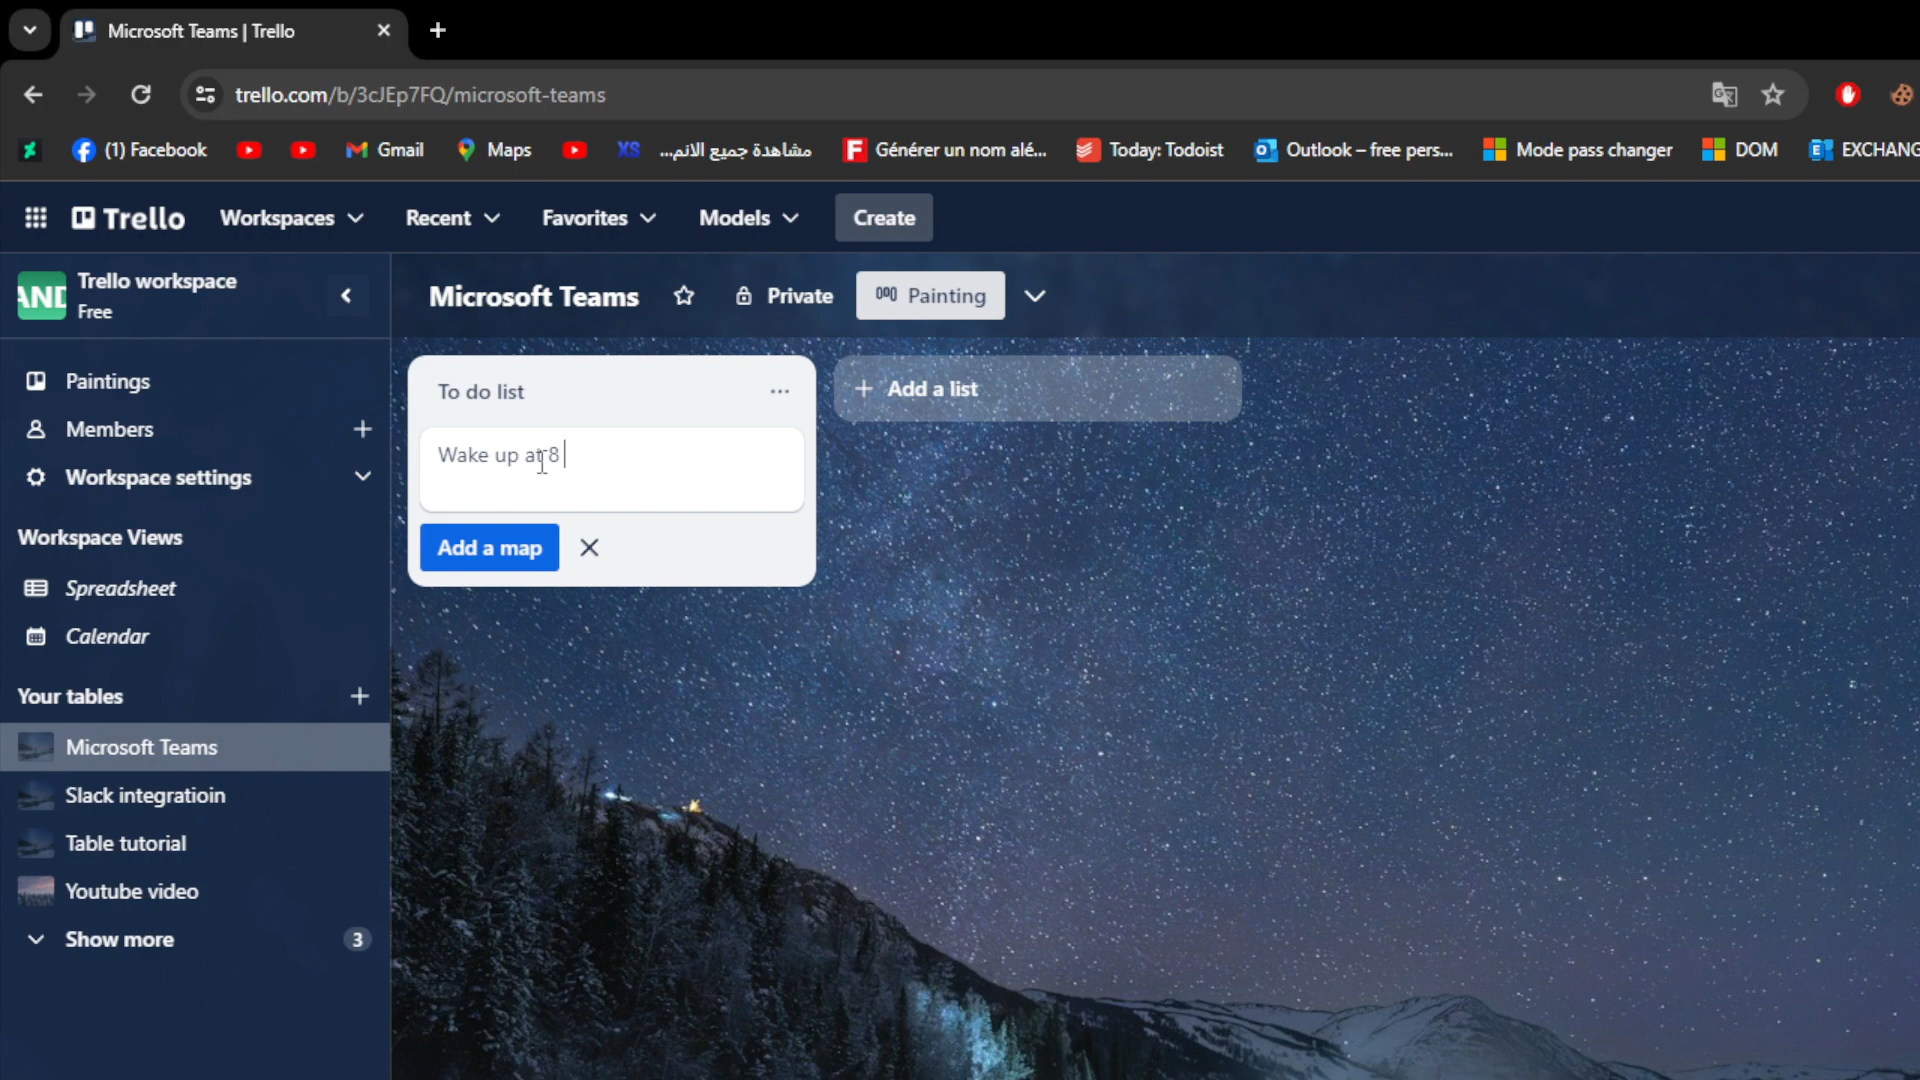 Microsoft Teams | Trello
trello.com/b/3cJEp7FQ/microsoft-teams
(1) Facebook
Gmail
Maps
XS
مشاهدة جميع الانم...
Générer un nom alé...
Today: Todoist
Outlook – free pers...
Mode pass changer
DOM
EXCHANG
Trello
Workspaces
Recent
Favorites
Models
Create
AND
Trello workspace
Free
Microsoft Teams
Private
Painting
Paintings
Members
Workspace settings
Workspace Views
Spreadsheet
Calendar
Your tables
Microsoft Teams
Slack integratioin
Table tutorial
Youtube video
Show more
3
To do list
Wake up at 8
Add a map
Add a list